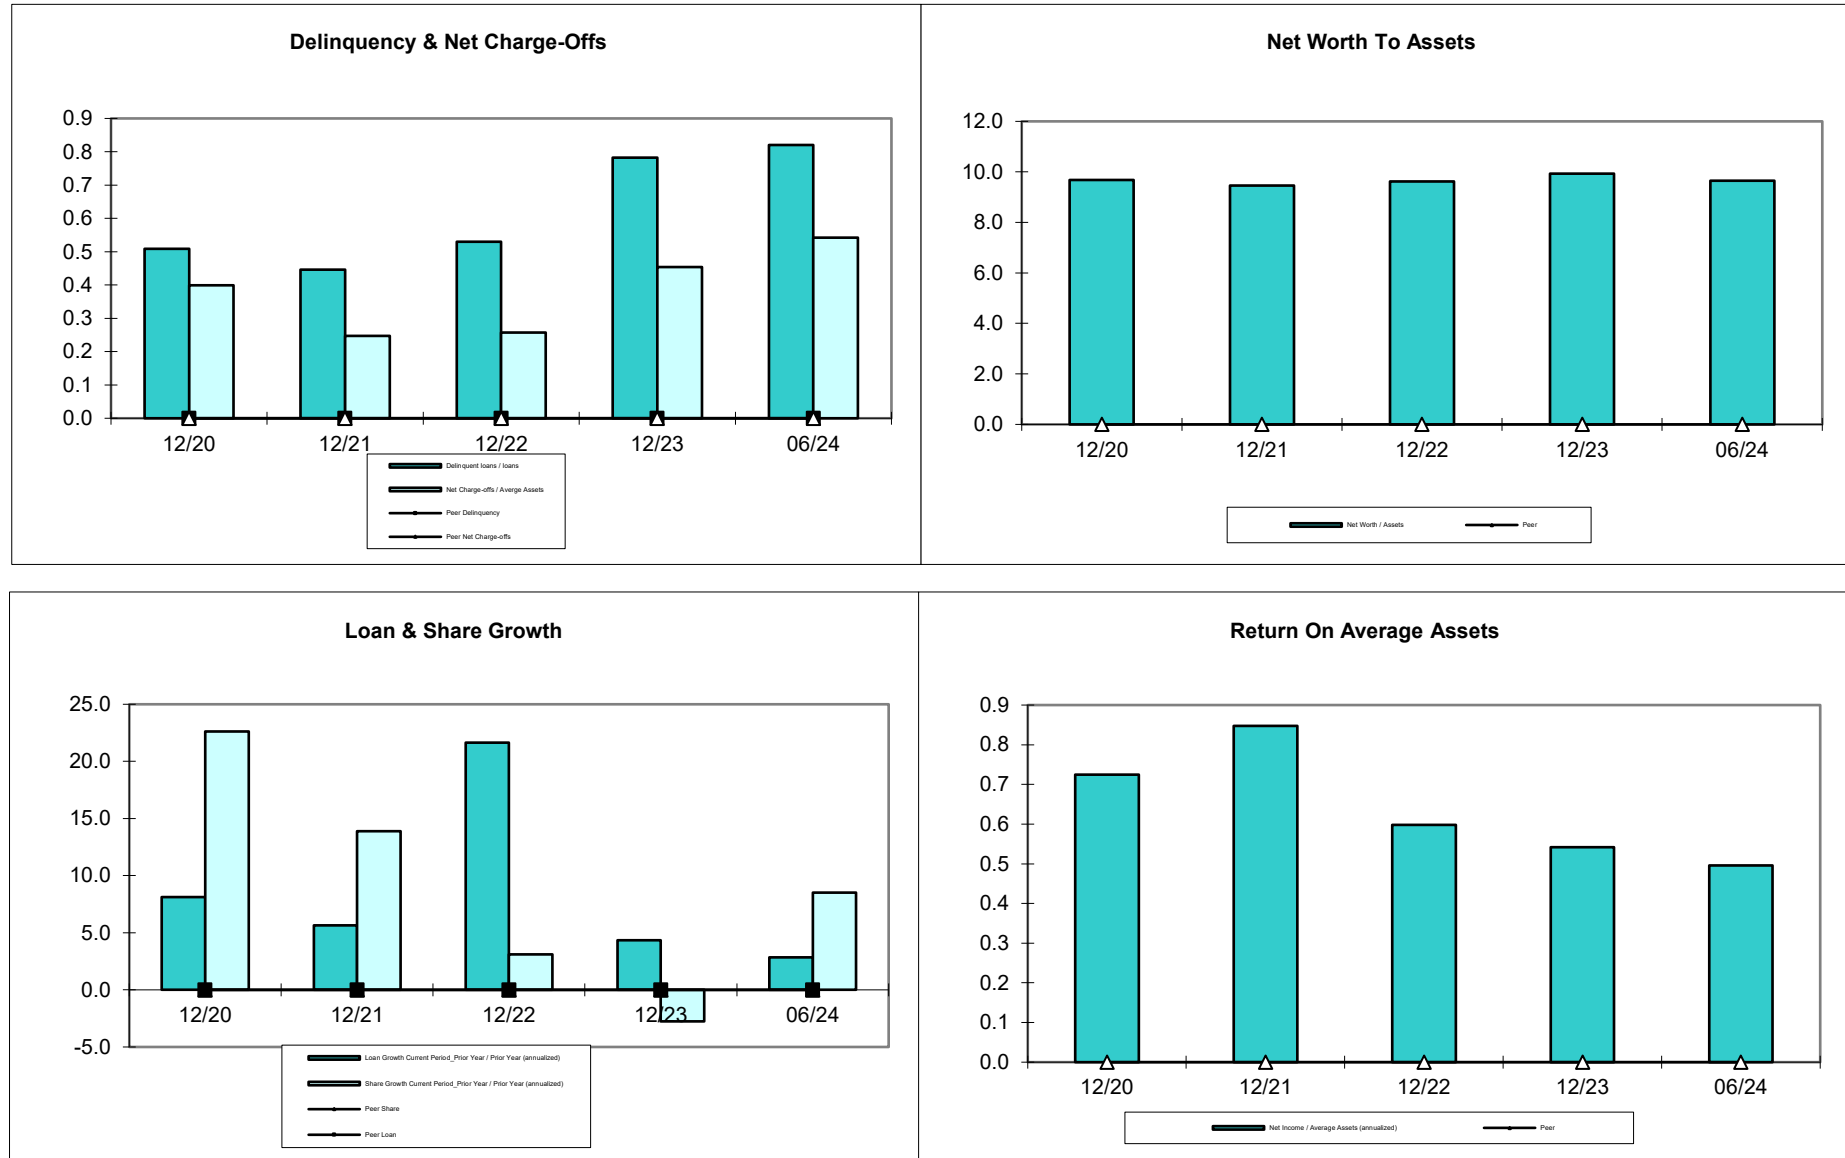 Delinquency & Net Charge-Offs
0.9
0.8
0.7
0.6
0.5
0.4
0.3
0.2
0.1
0.0
12/20 12/21 12/22 12/23 06/24
Delinquent loans / loans
Net Charge-offs / Averge Assets
Peer Delinquency
Peer Net Charge-offs
Net Worth To Assets
12.0
10.0
8.0
6.0
4.0
2.0
0.0
12/20 12/21 12/22 12/23 06/24
Net Worth / Assets Peer
Loan & Share Growth
25.0
20.0
15.0
10.0
5.0
0.0
-5.0
12/20 12/21 12/22 12/23 06/24
Loan Growth Current Period_Prior Year / Prior Year (annualized)
Share Growth Current Period_Prior Year / Prior Year (annualized)
Peer Share
Peer Loan
Return On Average Assets
0.9
0.8
0.7
0.6
0.5
0.4
0.3
0.2
0.1
0.0
12/20 12/21 12/22 12/23 06/24
Net Income / Average Assets (annualized) Peer